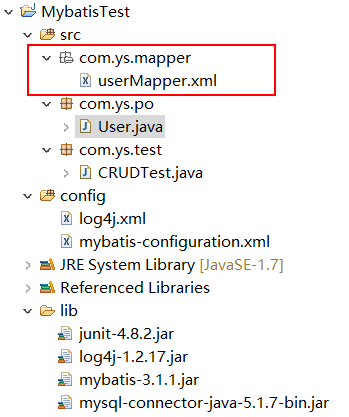 MybatisTest
src
com.ys.mapper
userMapper.xml
com.ys.po
User.java
com.ys.test
CRUDTest.java
config
log4j.xml
mybatis-configuration.xml
JRE System Library [JavaSE-1.7]
Referenced Libraries
lib
junit-4.8.2.jar
log4j-1.2.17.jar
mybatis-3.1.1.jar
mysql-connector-java-5.1.7-bin.jar